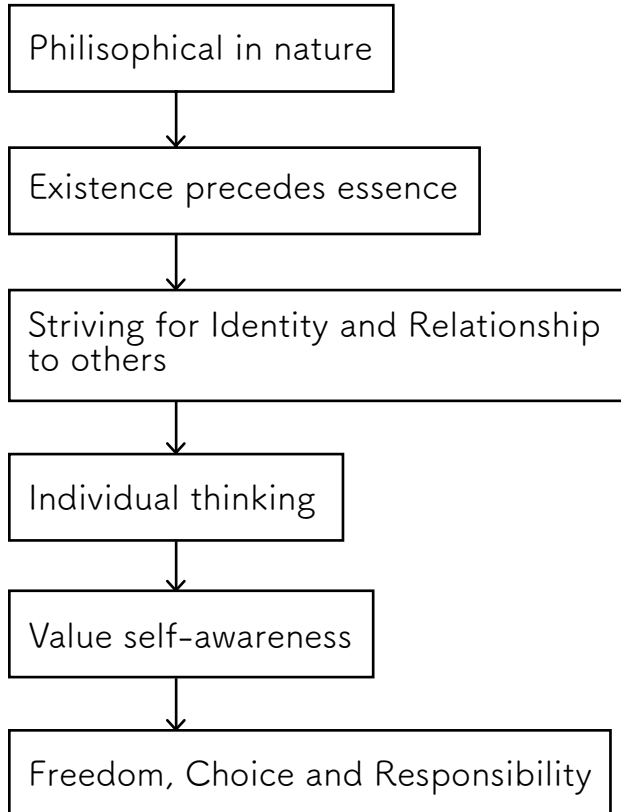 Philisophical in nature
Existence precedes essence
Striving for Identity and Relationship
to others
Individual thinking
Value self-awareness
Freedom, Choice and Responsibility